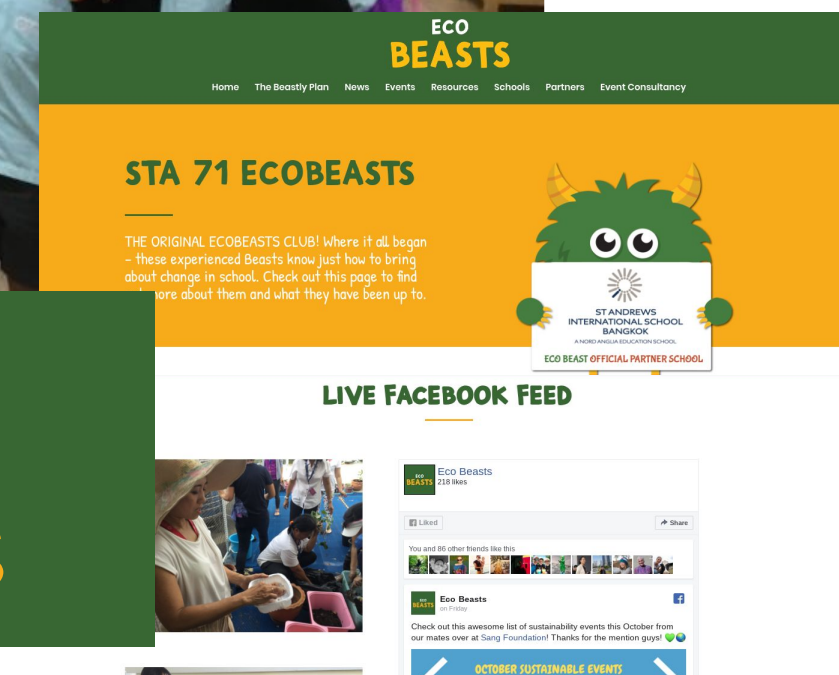 ECO
BEASTS
Home The Beastly Plan News Events Resources Schools Partners Event Consultancy
STA 71 ECOBEASTS
THE ORIGINAL ECOBEASTS CLUB! Where it all began
- these experienced Beasts know just how to bring
about change in school. Check out this page to find
more about them and what they have been up to.
ST ANDREWS
INTERNATIONAL SCHOOL
BANGKOK
A NORD ANGLIA EDUCATION SCHOOL
ECO BEAST OFFICIAL PARTNER SCHOOL
LIVE FACEBOOK FEED
ECO
BEASTS
Eco Beasts
218 likes
Liked
Share
You and 86 other friends like this
ECO
BEASTS
Eco Beasts
on Friday
Check out this awesome list of sustainability events this October from
our mates over at Sang Foundation! Thanks for the mention guys! 💚🌏
OCTOBER SUSTAINABLE EVENTS